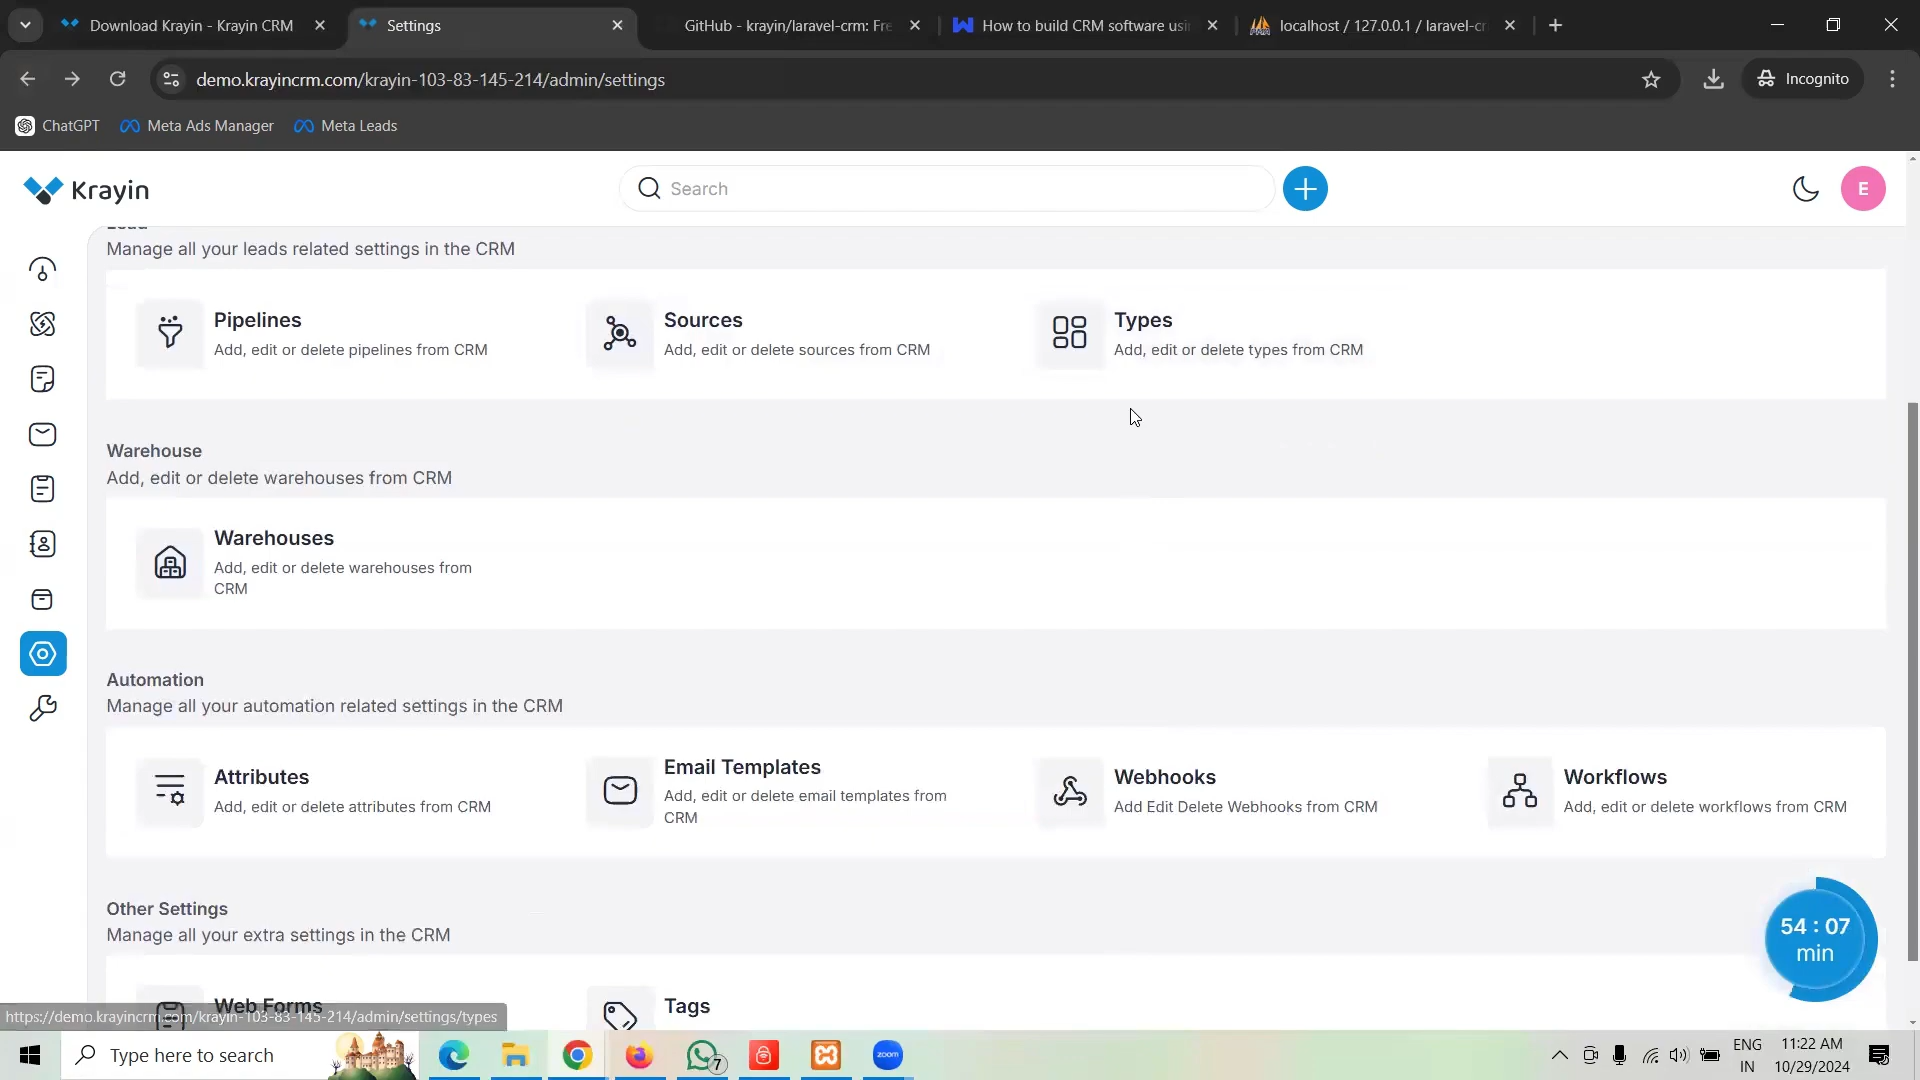 Download Krayin - Krayin CRM
Settings
GitHub - krayin/laravel-crm: Fre
How to build CRM software usi
localhost / 127.0.0.1 / laravel-cr
demo.krayincrm.com/krayin-103-83-145-214/admin/settings
Incognito
ChatGPT
Meta Ads Manager
Meta Leads
Krayin
Search
E
Lead
Manage all your leads related settings in the CRM
Pipelines
Add, edit or delete pipelines from CRM
Sources
Add, edit or delete sources from CRM
Types
Add, edit or delete types from CRM
Warehouse
Add, edit or delete warehouses from CRM
Warehouses
Add, edit or delete warehouses from
CRM
Automation
Manage all your automation related settings in the CRM
Attributes
Add, edit or delete attributes from CRM
Email Templates
Add, edit or delete email templates from
CRM
Webhooks
Add Edit Delete Webhooks from CRM
Workflows
Add, edit or delete workflows from CRM
Other Settings
Manage all your extra settings in the CRM
54 : 07
min
Web Forms
Tags
https://demo.krayincrm.com/krayin-103-83-145-214/admin/settings/types
Type here to search
7
zoom
ENG
IN
11:22 AM
10/29/2024